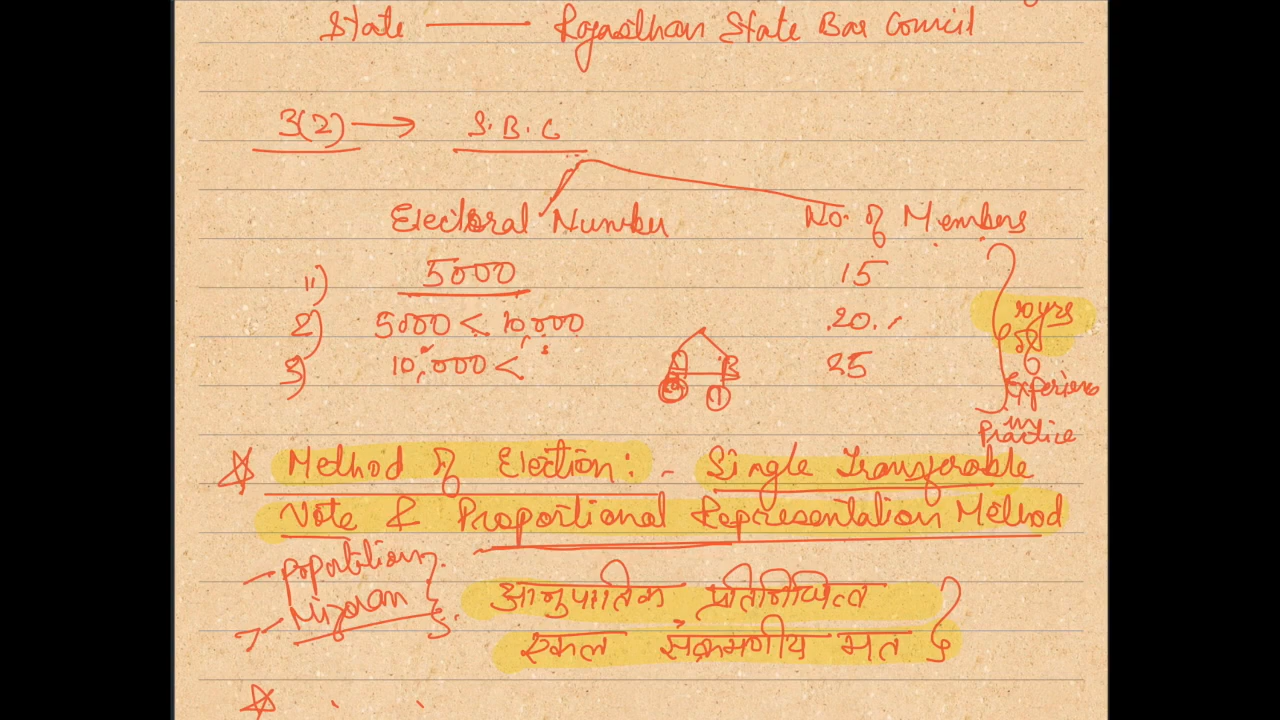 State — Rajasthan State Bar Council
3(2) → S.B.C
Electoral Number No. of Members
1) 5000 15
2) 5000 < 10,000 20
3) 10,000 < 25
10 yrs
of
Experience
in
Practice
☆ Method of Election: - Single Transferable
Vote & Proportional Representation Method
आनुपातिक प्रतिनिधित्व
एकल संक्रमणीय मत
Mizoram
☆